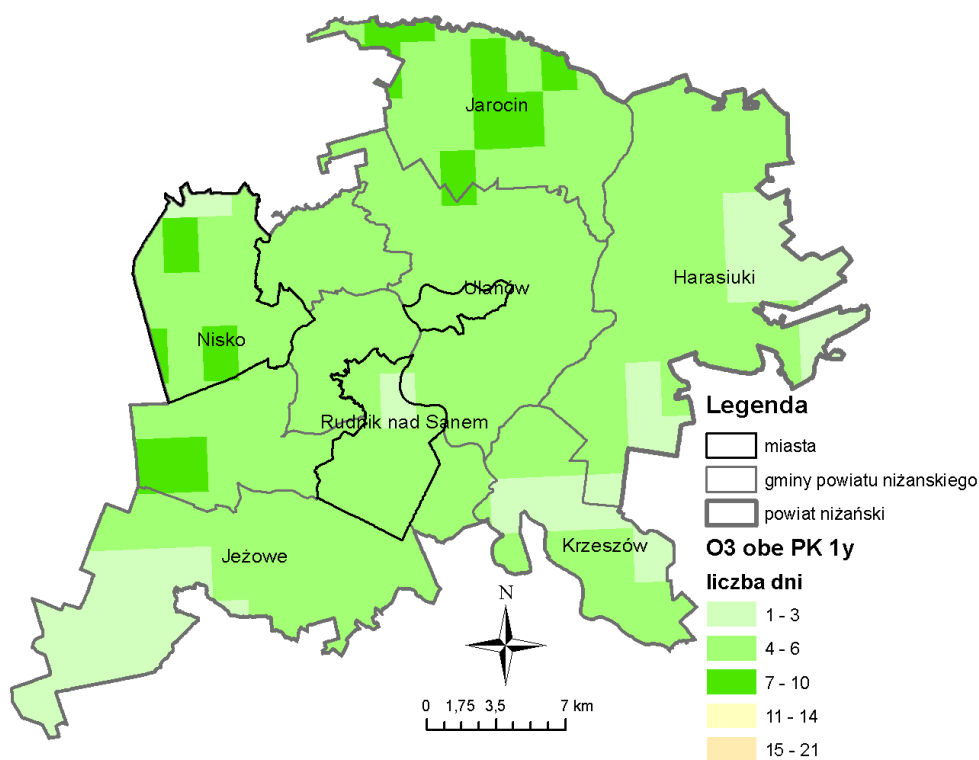 Jarocin
Harasiuki
Ulanów
Nisko
Rudnik nad Sanem
Jeżowe
Krzeszów
Legenda
miasta
gminy powiatu niżanskiego
powiat niżański
O3 obe PK 1y
liczba dni
1 - 3
4 - 6
7 - 10
11 - 14
15 - 21
N
0 1,75 3,5 7 km